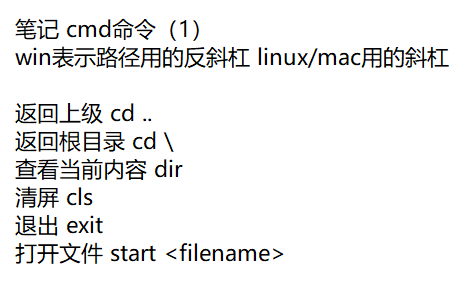 笔记 cmd命令（1）
win表示路径用的反斜杠 linux/mac用的斜杠
返回上级 cd ..
返回根目录 cd \
查看当前内容 dir
清屏 cls
退出 exit
打开文件 start <filename>